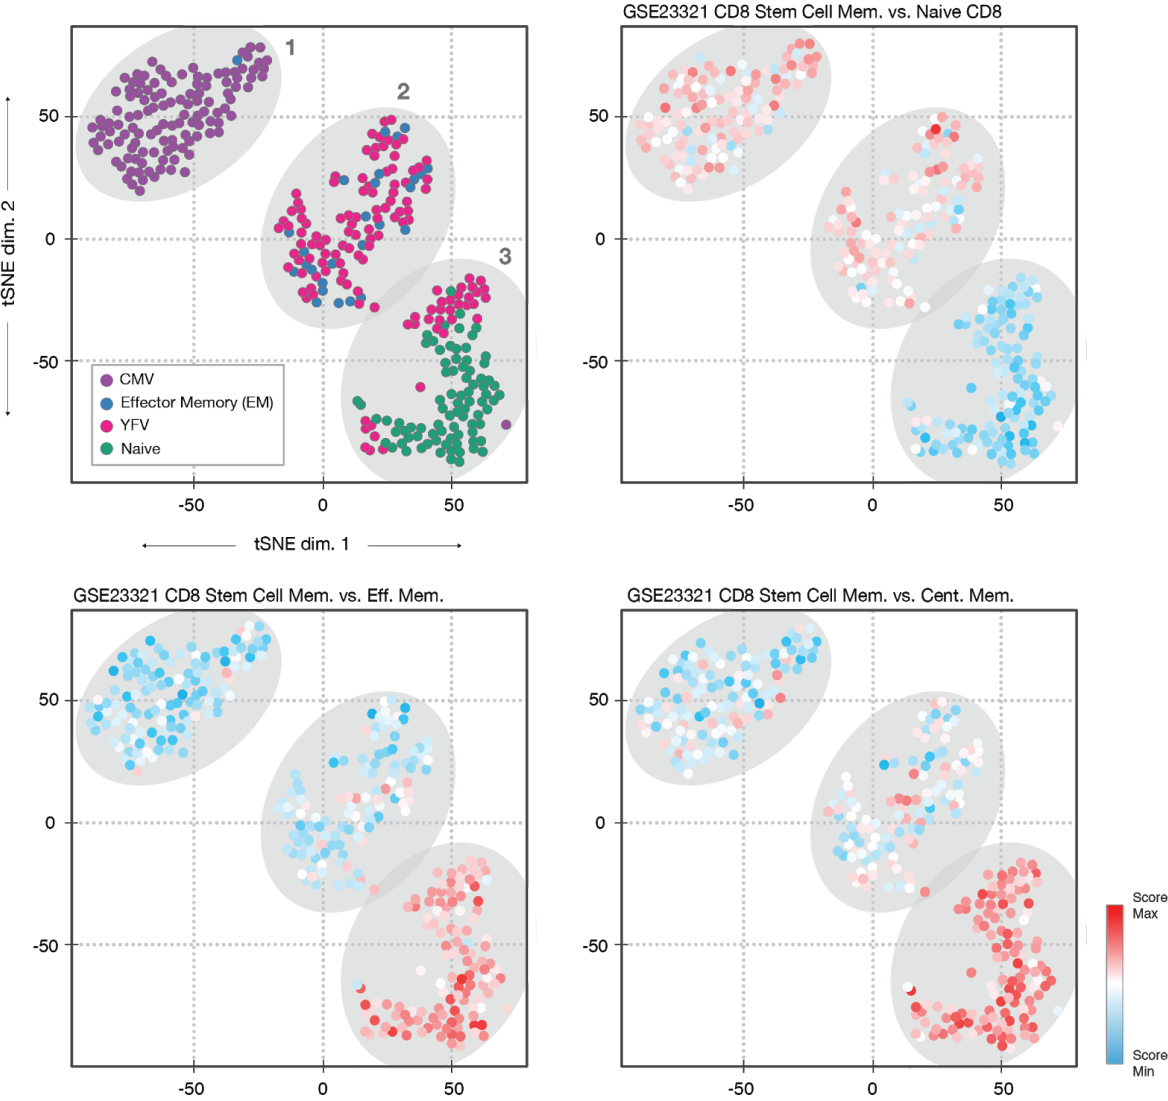 GSE23321 CD8 Stem Cell Mem. vs. Naive CD8
1
2
3
50
0
-50
tSNE dim. 2
CMV
Effector Memory (EM)
YFV
Naive
-50
0
50
tSNE dim. 1
50
0
-50
-50
0
50
GSE23321 CD8 Stem Cell Mem. vs. Eff. Mem.
50
0
-50
-50
0
50
GSE23321 CD8 Stem Cell Mem. vs. Cent. Mem.
50
0
-50
-50
0
50
Score
Max
Score
Min